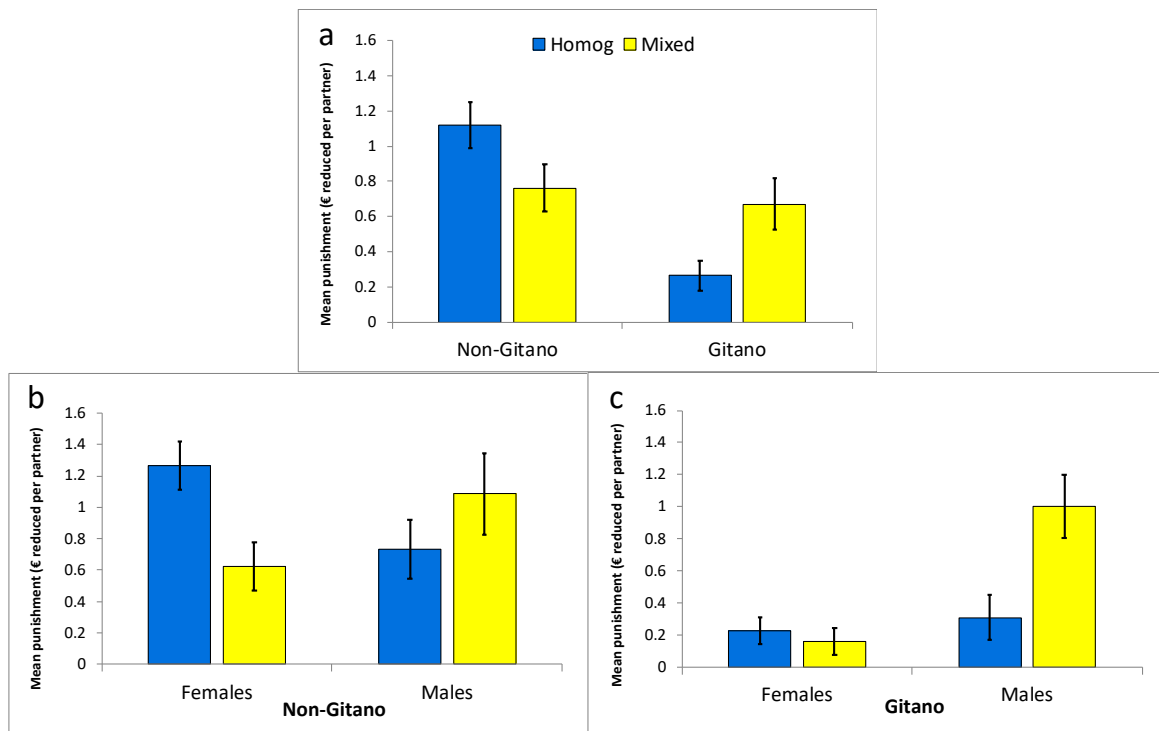 a
Homog Mixed
Mean punishment (€ reduced per partner)
1.6
1.4
1.2
1
0.8
0.6
0.4
0.2
0
Non-Gitano Gitano
b
Mean punishment (€ reduced per partner)
1.6
1.4
1.2
1
0.8
0.6
0.4
0.2
0
Females Males
Non-Gitano
c
Mean punishment (€ reduced per partner)
1.6
1.4
1.2
1
0.8
0.6
0.4
0.2
0
Females Males
Gitano